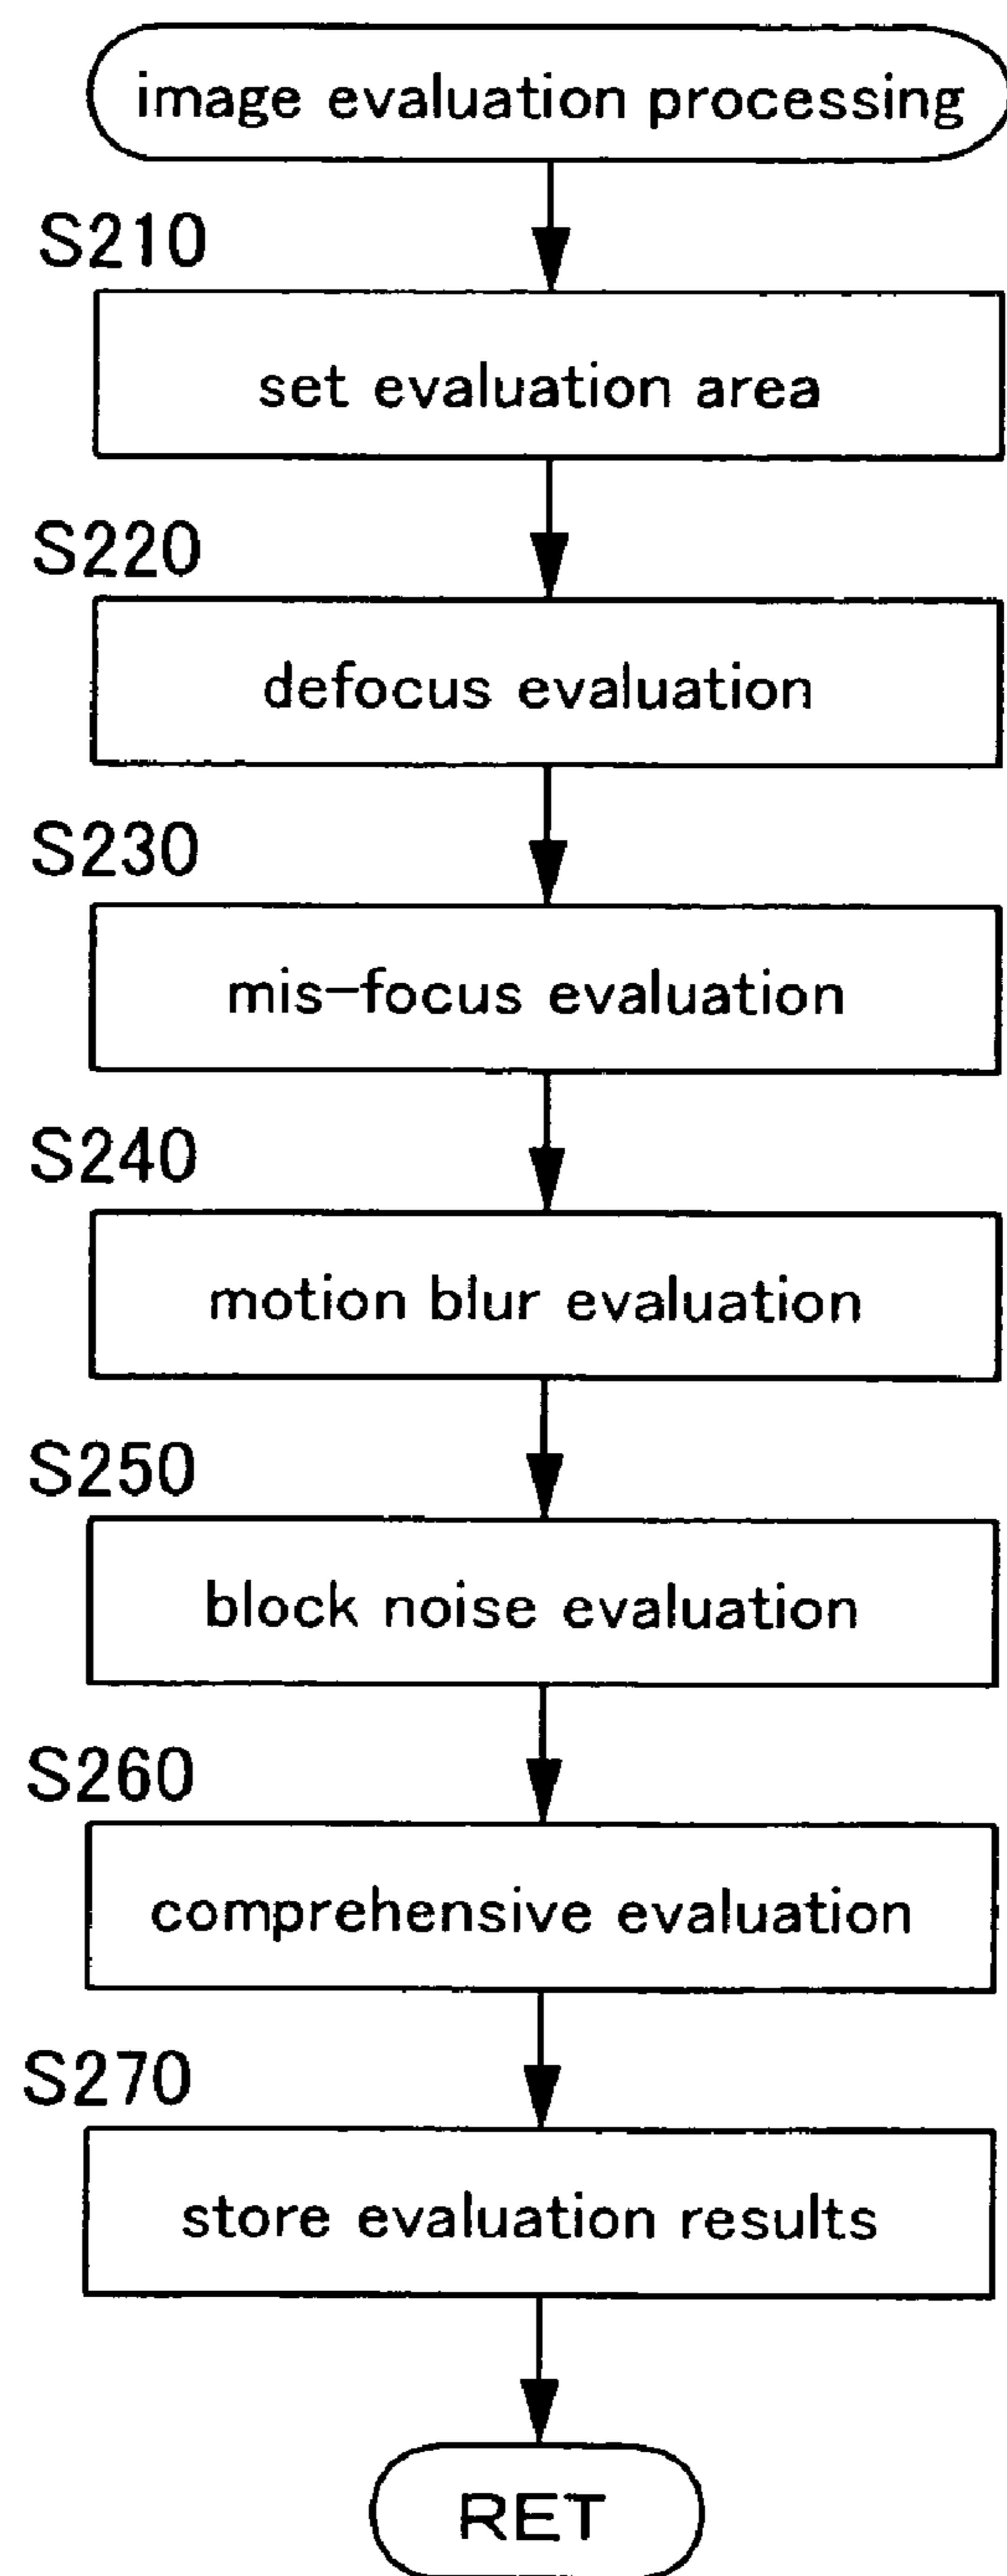 image evaluation processing
S210
set evaluation area
S220
defocus evaluation
S230
mis-focus evaluation
S240
motion blur evaluation
S250
block noise evaluation
S260
comprehensive evaluation
S270
store evaluation results
RET